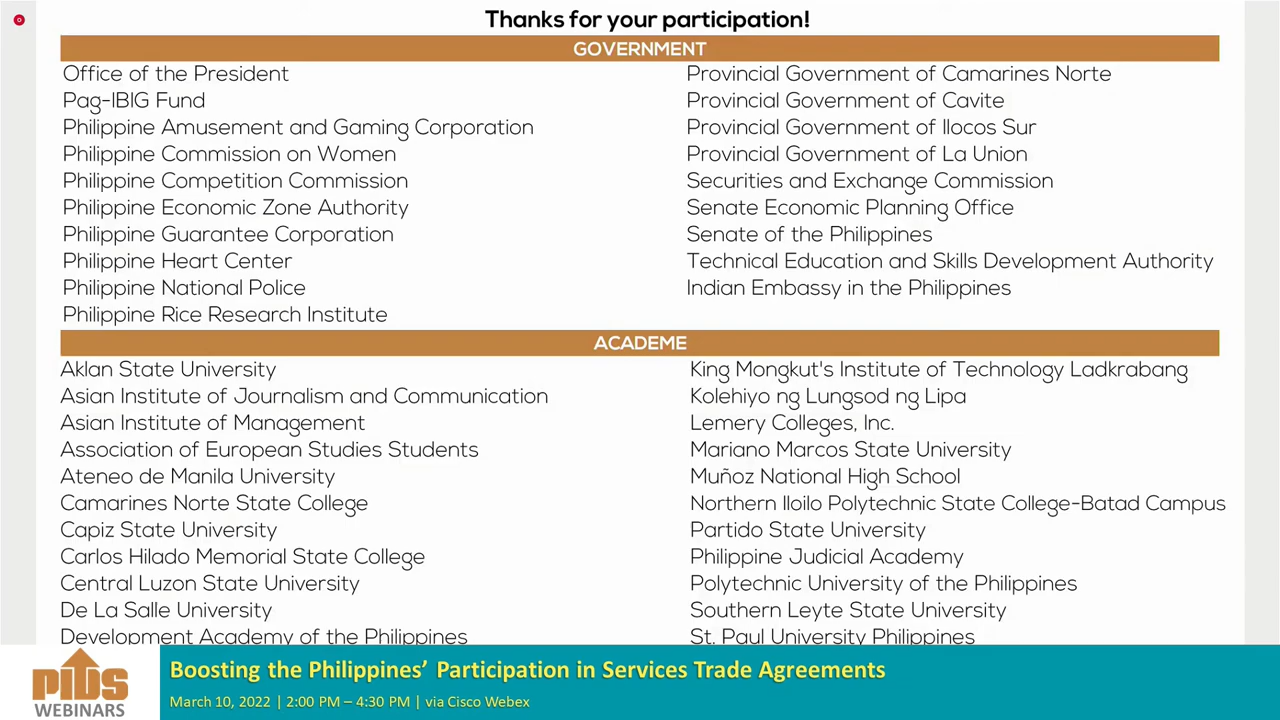 Thanks for your participation!
GOVERNMENT
Office of the President
Pag-IBIG Fund
Philippine Amusement and Gaming Corporation
Philippine Commission on Women
Philippine Competition Commission
Philippine Economic Zone Authority
Philippine Guarantee Corporation
Philippine Heart Center
Philippine National Police
Philippine Rice Research Institute
Provincial Government of Camarines Norte
Provincial Government of Cavite
Provincial Government of Ilocos Sur
Provincial Government of La Union
Securities and Exchange Commission
Senate Economic Planning Office
Senate of the Philippines
Technical Education and Skills Development Authority
Indian Embassy in the Philippines
ACADEME
Aklan State University
Asian Institute of Journalism and Communication
Asian Institute of Management
Association of European Studies Students
Ateneo de Manila University
Camarines Norte State College
Capiz State University
Carlos Hilado Memorial State College
Central Luzon State University
De La Salle University
Development Academy of the Philippines
King Mongkut's Institute of Technology Ladkrabang
Kolehiyo ng Lungsod ng Lipa
Lemery Colleges, Inc.
Mariano Marcos State University
Muñoz National High School
Northern Iloilo Polytechnic State College-Batad Campus
Partido State University
Philippine Judicial Academy
Polytechnic University of the Philippines
Southern Leyte State University
St. Paul University Philippines
PIDS
WEBINARS
Boosting the Philippines’ Participation in Services Trade Agreements
March 10, 2022 | 2:00 PM – 4:30 PM | via Cisco Webex